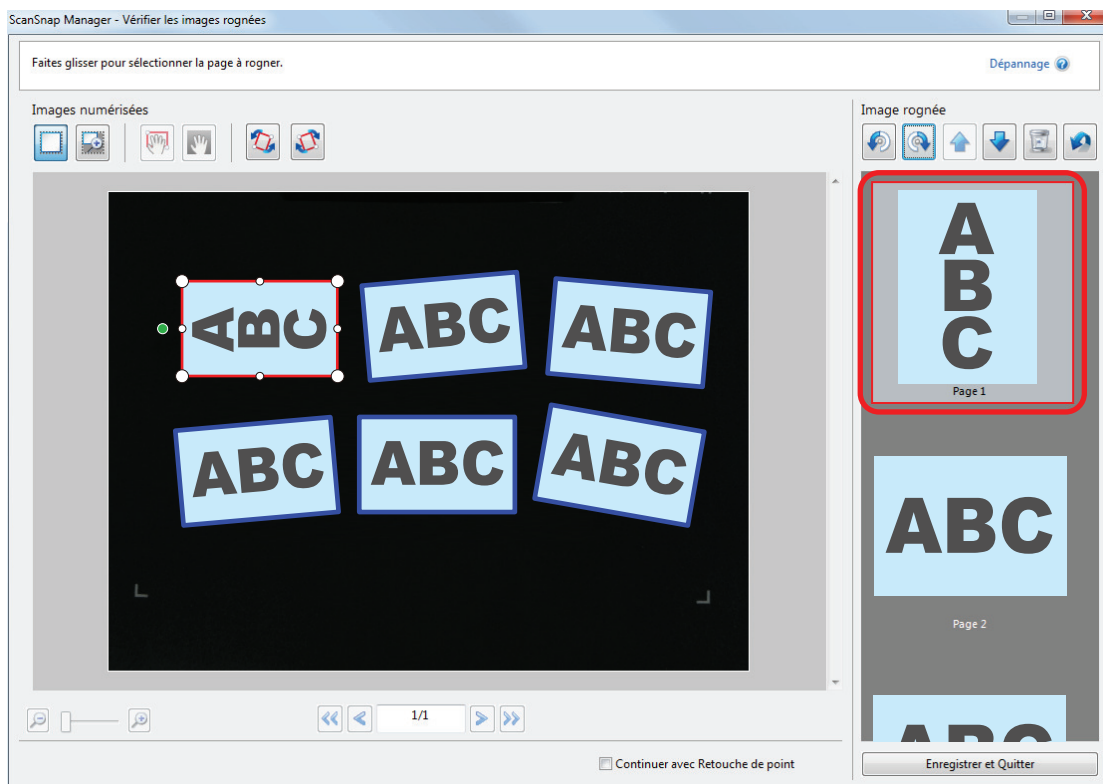 ScanSnap Manager - Vérifier les images rognées
Faites glisser pour sélectionner la page à rogner.
Dépannage
Images numérisées
Image rognée
ABC
ABC
ABC
ABC
ABC
ABC
A
B
C
Page 1
ABC
Page 2
ABC
1/1
Continuer avec Retouche de point
Enregistrer et Quitter